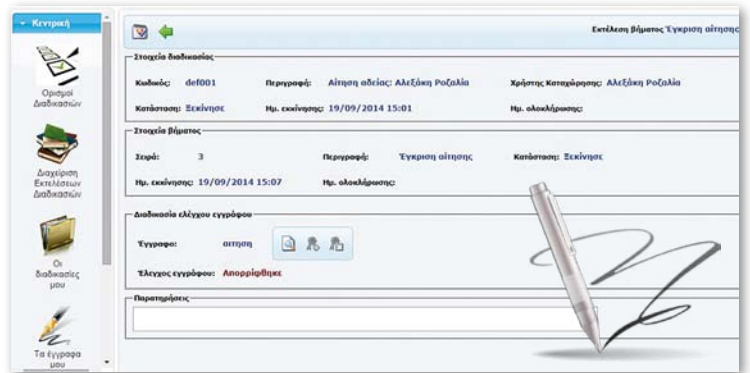 Κεντρική
Ορισμοί
Διαδικασιών
Διαχείριση
Εκτελέσεων
Διαδικασιών
Οι
διαδικασίες
μου
Τα έγγραφα
μου
Εκτέλεση βήματος Έγκριση αίτησης
Στοιχεία διαδικασίας
Κωδικός: def001 Περιγραφή: Αίτηση αδείας: Αλεξάκη Ροζαλία Χρήστης Καταχώρησης: Αλεξάκη Ροζαλία
Κατάσταση: Ξεκίνησε Ημ. εκκίνησης: 19/09/2014 15:01 Ημ. ολοκλήρωσης:
Στοιχεία βήματος
Σειρά: 3 Περιγραφή: Έγκριση αίτησης Κατάσταση: Ξεκίνησε
Ημ. εκκίνησης: 19/09/2014 15:07 Ημ. ολοκλήρωσης:
Διαδικασία ελέγχου εγγράφου
Έγγραφο: αιτηση
Έλεγχος εγγράφου: Απορρίφθηκε
Παρατηρήσεις